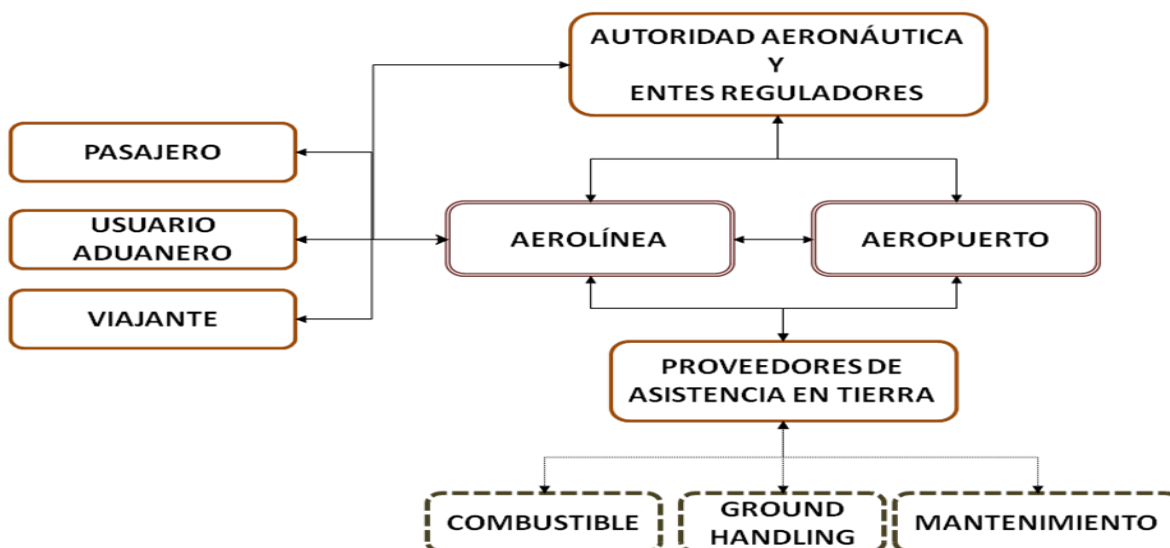 AUTORIDAD AERONÁUTICA
Y
ENTES REGULADORES
PASAJERO
USUARIO
ADUANERO
VIAJANTE
AEROLÍNEA
AEROPUERTO
PROVEEDORES DE
ASISTENCIA EN TIERRA
COMBUSTIBLE
GROUND
HANDLING
MANTENIMIENTO